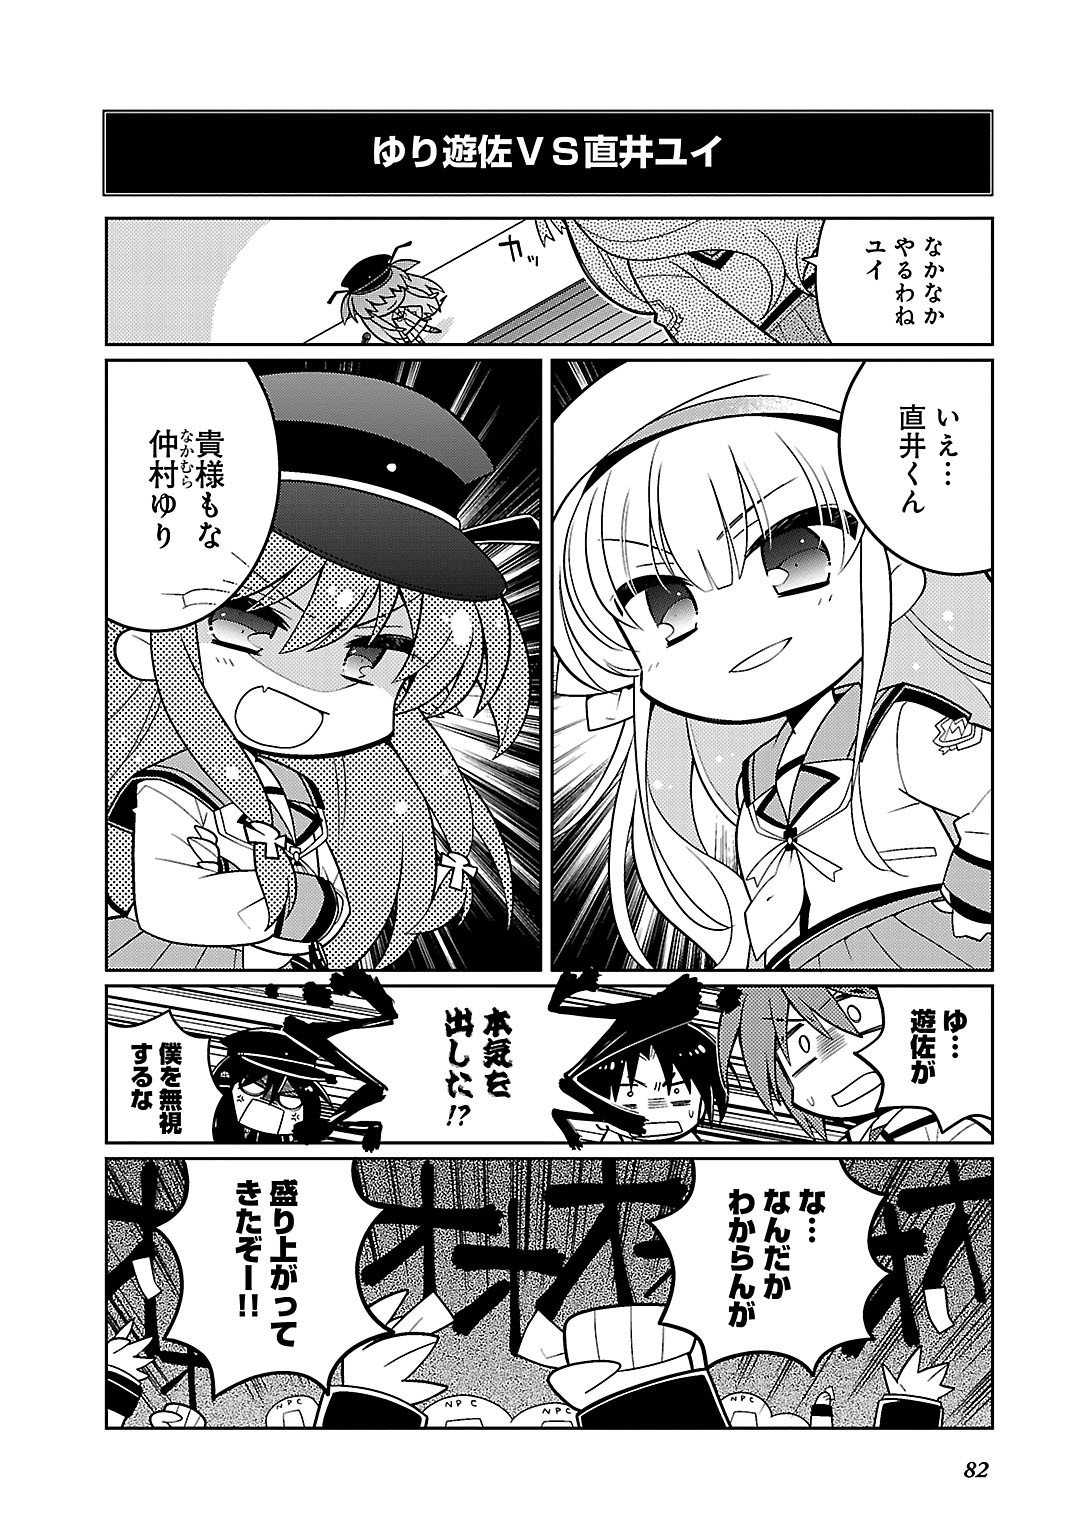 ゆり遊佐VS直井ユイ
なかなか
やるわね
ユイ
カッ
いえ…
直井くん
貴様もな
仲村ゆり
なかむら
ゆ…
遊佐が
本気を
出した!?
僕を無視
するな
な…
なんだか
わからんが
盛り上がって
きたぞー!!
オオオオオ
NPC
NPC
82